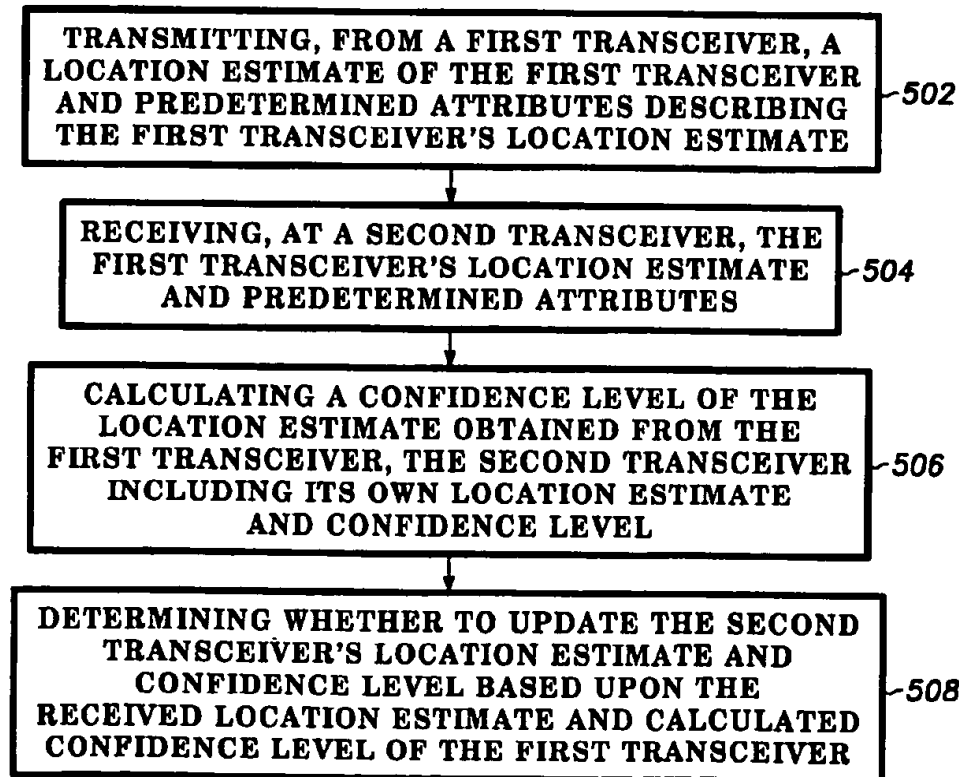 TRANSMITTING, FROM A FIRST TRANSCEIVER, A
LOCATION ESTIMATE OF THE FIRST TRANSCEIVER
AND PREDETERMINED ATTRIBUTES DESCRIBING
THE FIRST TRANSCEIVER'S LOCATION ESTIMATE
502
RECEIVING, AT A SECOND TRANSCEIVER, THE
FIRST TRANSCEIVER'S LOCATION ESTIMATE
AND PREDETERMINED ATTRIBUTES
504
CALCULATING A CONFIDENCE LEVEL OF THE
LOCATION ESTIMATE OBTAINED FROM THE
FIRST TRANSCEIVER, THE SECOND TRANSCEIVER
INCLUDING ITS OWN LOCATION ESTIMATE
AND CONFIDENCE LEVEL
506
DETERMINING WHETHER TO UPDATE THE SECOND
TRANSCEIVER'S LOCATION ESTIMATE AND
CONFIDENCE LEVEL BASED UPON THE
RECEIVED LOCATION ESTIMATE AND CALCULATED
CONFIDENCE LEVEL OF THE FIRST TRANSCEIVER
508